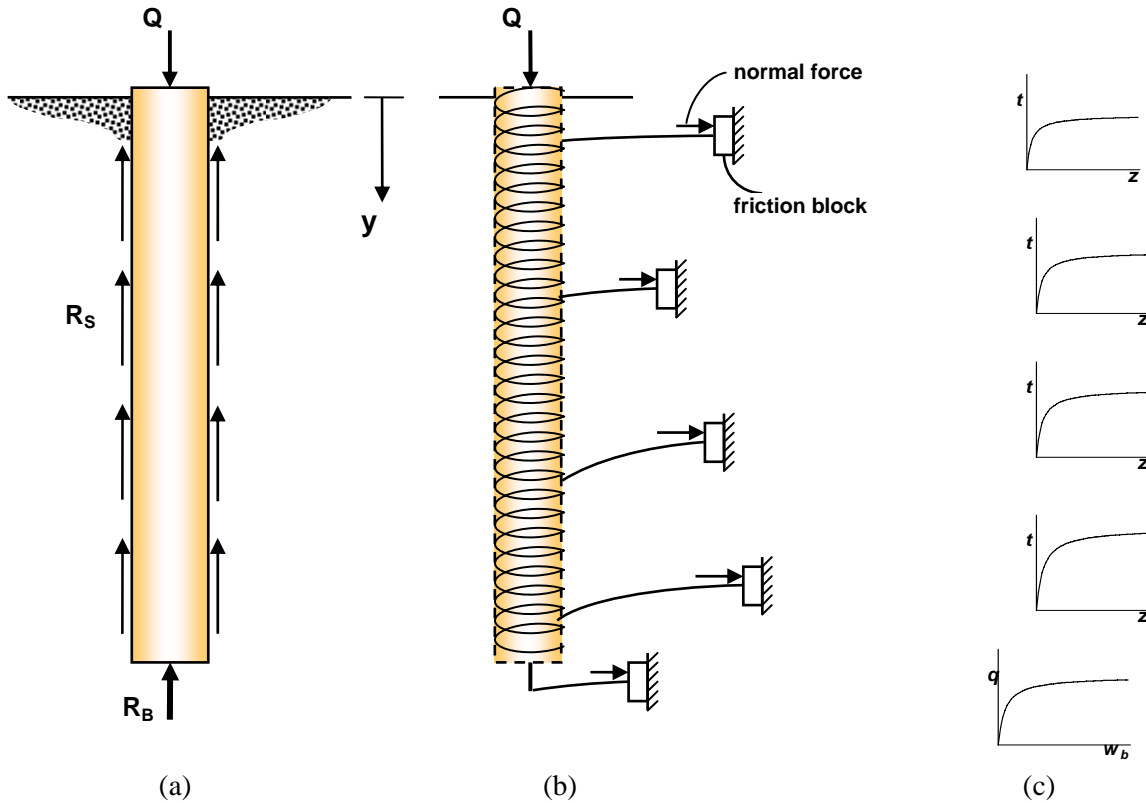 Q
y
R_S
R_B
(a)
Q
normal force
friction block
(b)
t
z
t
z
t
z
t
z
q
w_b
(c)